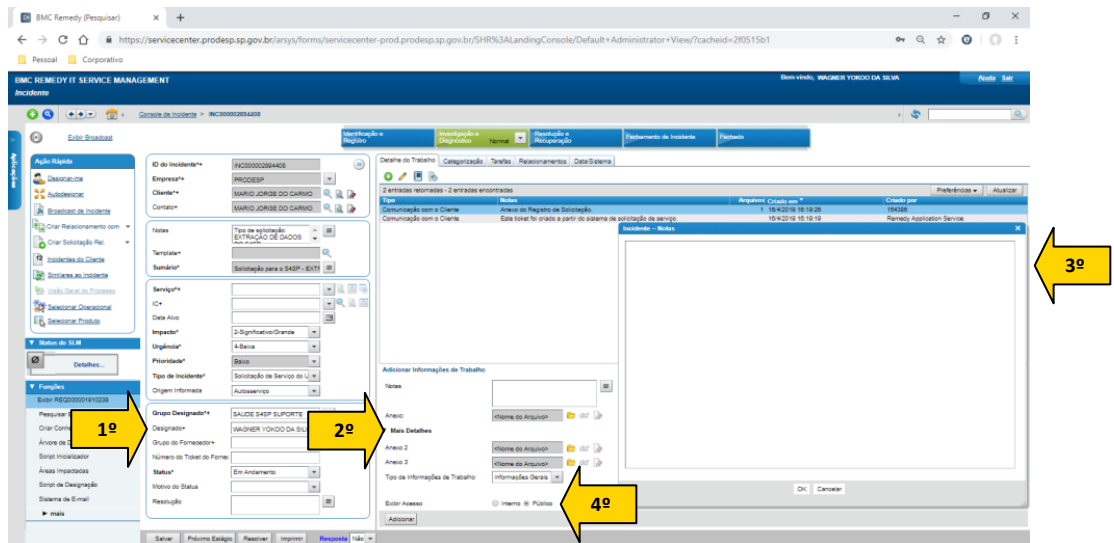 BMC Remedy (Pesquisar)
https://servicecenter.prodesp.sp.gov.br/arsys/forms/servicecenter-prod.prodesp.sp.gov.br/SHR%3ALandingConsole/Default+Administrator+View/?cacheid=2f0515b1
Pessoal Corporativo
BMC REMEDY IT SERVICE MANAGEMENT
Bem-vindo, WAGNER YOKOO DA SILVA
Ajuda Sair
Incidente
Console de Incidente > INC000002894408
Exibir Broadcast
Identificação e Registro
Investigação e Diagnóstico Normal
Resolução e Recuperação
Fechamento de Incidente
Fechado
Aplicações
Ação Rápida
Designar-me
Autodesignar
Broadcast de Incidente
Criar Relacionamento com
Criar Solicitação Rel.
Incidentes do Cliente
Similares ao Incidente
Visão Geral do Processo
Selecionar Operacional
Selecionar Produto
Status do SLM
Detalhes...
Funções
Exibir REQ000001910239
Pesquisar
Criar Conhe
Árvore de D
Script Inicializador
Áreas Impactadas
Script de Designação
Sistema de E-mail
mais
ID do Incidente*+ INC000002894408
Empresa*+ PRODESP
Cliente*+ MARIO JORGE DO CARMO
Contato+ MARIO JORGE DO CARMO
Notas Tipo de solicitação:
EXTRAÇÃO DE DADOS
Template+
Sumário* Solicitação para o S4SP - EXTR
Serviço*+
IC+
Data Alvo
Impacto* 2-Significativo/Grande
Urgência* 4-Baixa
Prioridade* Baixo
Tipo de Incidente* Solicitação de Serviço do U
Origem Informada Autosserviço
Grupo Designado*+ SAUDE S4SP SUPORTE
Designado+ WAGNER YOKOO DA SIL
Grupo do Fornecedor+
Número do Ticket do Fornec
Status* Em Andamento
Motivo do Status
Resolução
Detalhe do Trabalho Categorização Tarefas Relacionamentos Data/Sistema
2 entradas retornadas - 2 entradas encontradas
Preferências Atualizar
Tipo Notas Arquivos Criado em Criado por
Comunicação com o Cliente Anexo do Registro de Solicitação. 1 16/4/2019 16:19:26 164386
Comunicação com o Cliente Este ticket foi criado a partir do sistema de solicitação de serviço. 16/4/2019 16:19:19 Remedy Application Service
Incidente -- Notas
OK Cancelar
Adicionar Informações de Trabalho
Notas
Anexo: <Nome do Arquivo>
Mais Detalhes
Anexo 2 <Nome do Arquivo>
Anexo 3 <Nome do Arquivo>
Tipo de Informações de Trabalho Informações Gerais
Exibir Acesso Interno Público
Adicionar
Salvar Próximo Estágio Resolver Imprimir Resposta Não
1º
2º
3º
4º